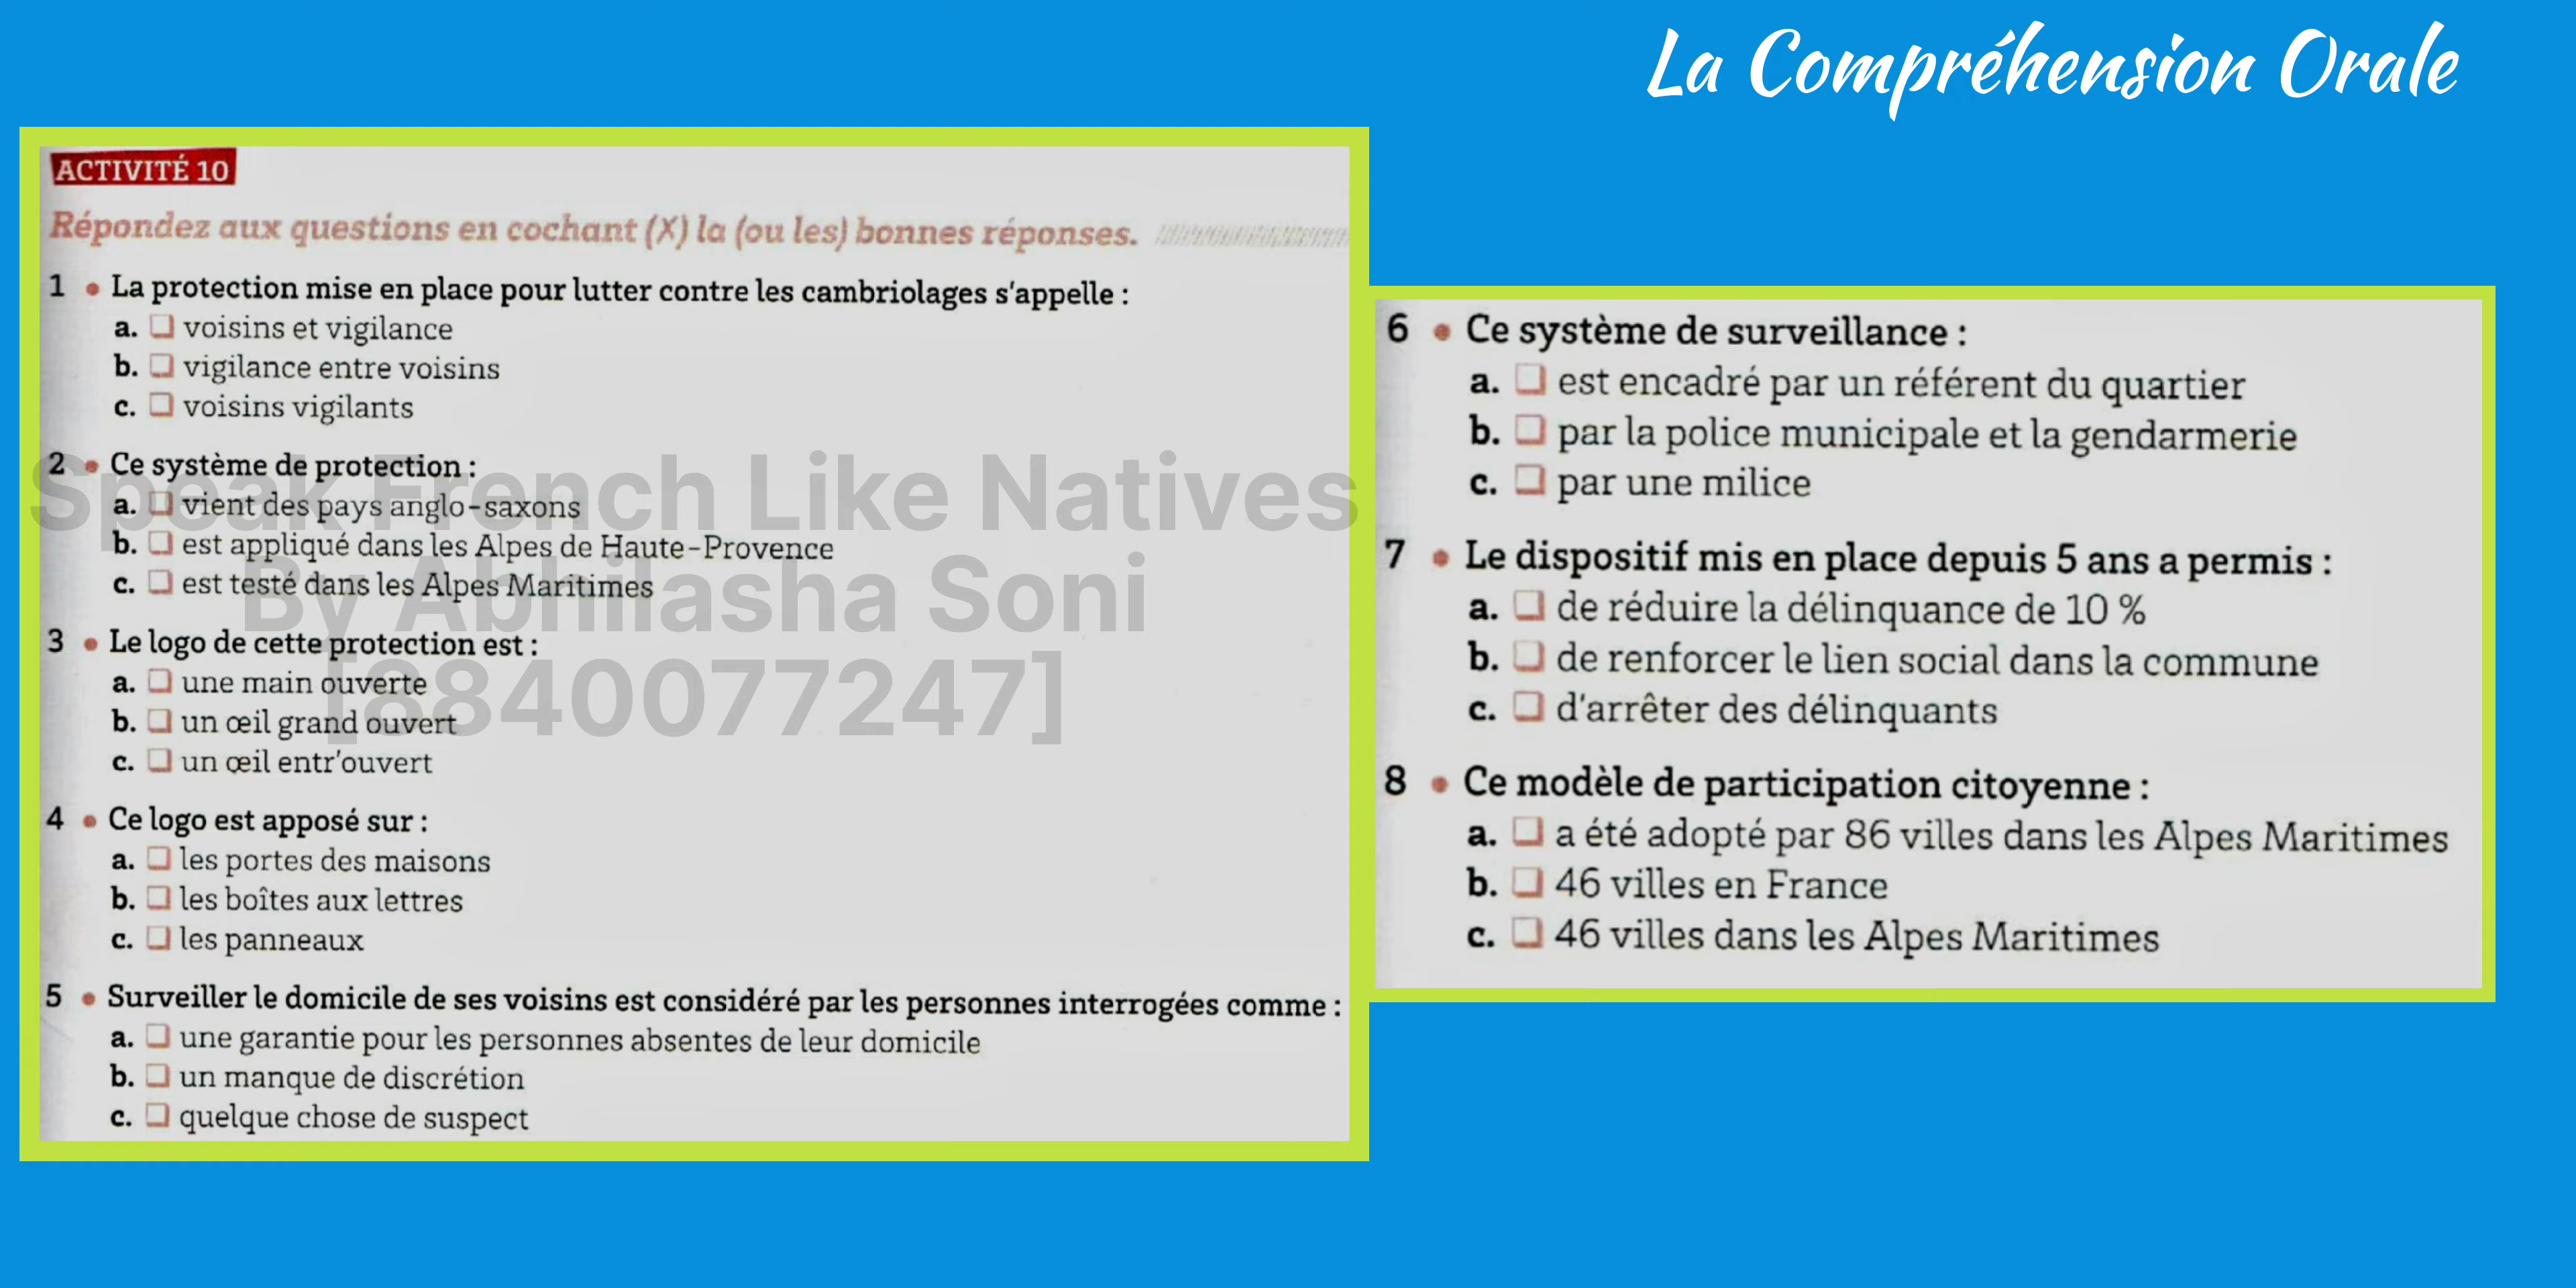 La Compréhension Orale
ACTIVITÉ 10
Répondez aux questions en cochant (X) la (ou les) bonnes réponses.
1 • La protection mise en place pour lutter contre les cambriolages s'appelle :
a. ❑ voisins et vigilance
b. ❑ vigilance entre voisins
c. ❑ voisins vigilants
2 • Ce système de protection :
a. ❑ vient des pays anglo-saxons
b. ❑ est appliqué dans les Alpes de Haute-Provence
c. ❑ est testé dans les Alpes Maritimes
3 • Le logo de cette protection est :
a. ❑ une main ouverte
b. ❑ un œil grand ouvert
c. ❑ un œil entr'ouvert
4 • Ce logo est apposé sur :
a. ❑ les portes des maisons
b. ❑ les boîtes aux lettres
c. ❑ les panneaux
5 • Surveiller le domicile de ses voisins est considéré par les personnes interrogées comme :
a. ❑ une garantie pour les personnes absentes de leur domicile
b. ❑ un manque de discrétion
c. ❑ quelque chose de suspect
Speak French Like Natives
By Abhilasha Soni
[8840077247]
6 • Ce système de surveillance :
a. ❑ est encadré par un référent du quartier
b. ❑ par la police municipale et la gendarmerie
c. ❑ par une milice
7 • Le dispositif mis en place depuis 5 ans a permis :
a. ❑ de réduire la délinquance de 10 %
b. ❑ de renforcer le lien social dans la commune
c. ❑ d'arrêter des délinquants
8 • Ce modèle de participation citoyenne :
a. ❑ a été adopté par 86 villes dans les Alpes Maritimes
b. ❑ 46 villes en France
c. ❑ 46 villes dans les Alpes Maritimes